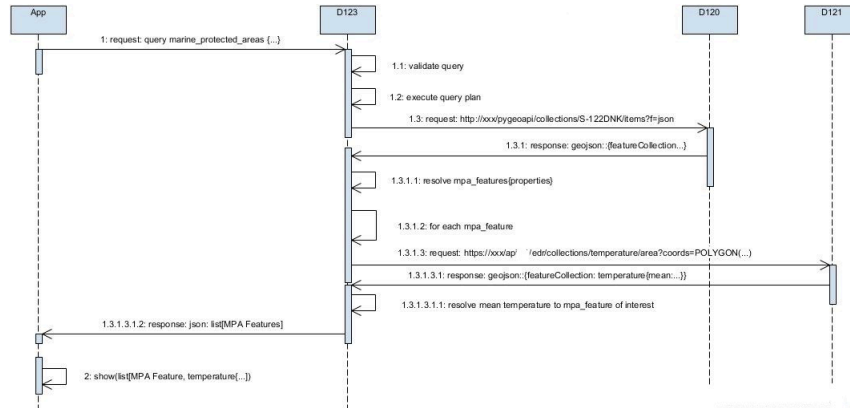 App
D123
D120
D121
1: request: query marine_protected_areas {...}
1.1: validate query
1.2: execute query plan
1.3: request: http://xxx/pygeoapi/collections/S-122DNK/items?f=json
1.3.1: response: geojson::{featureCollection...}
1.3.1.1: resolve mpa_features{properties}
1.3.1.2: for each mpa_feature
1.3.1.3: request: https://xxx/ap/ /edr/collections/temperature/area?coords=POLYGON(...)
1.3.1.3.1: response: geojson::{featureCollection: temperature{mean:...}}
1.3.1.3.1.1: resolve mean temperature to mpa_feature of interest
1.3.1.3.1.2: response: json: list[MPA Features]
2: show(list[MPA Feature, temperature{...])